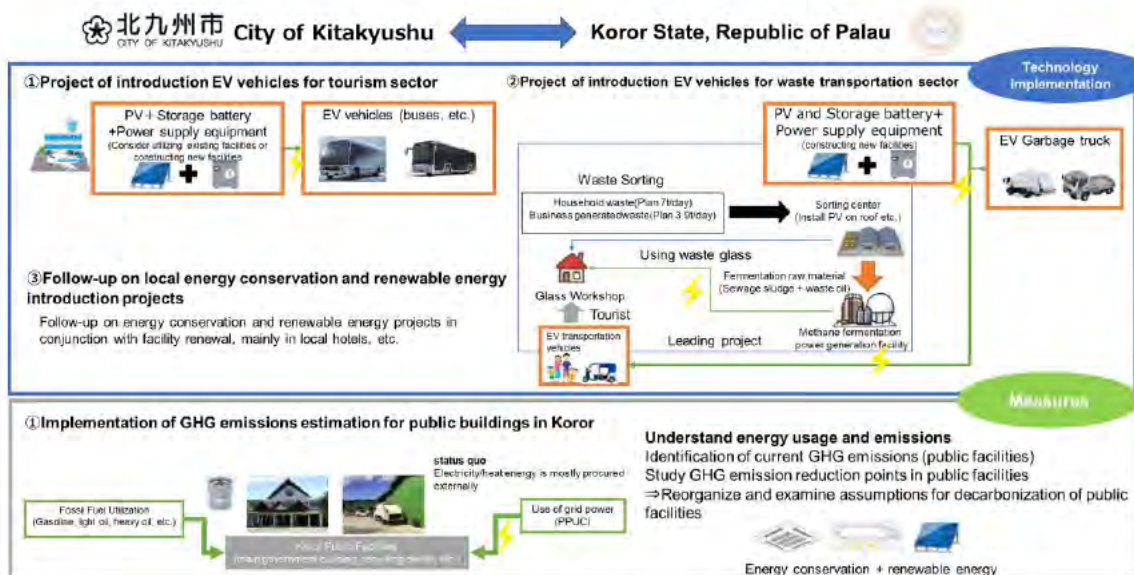 北九州市
CITY OF KITAKYUSHU
City of Kitakyushu
Koror State, Republic of Palau
Technology
Implementation
①Project of introduction EV vehicles for tourism sector
PV+Storage battery
+Power supply equipment
(Consider utilizing existing facilities or
constructing new facilities)
EV vehicles (buses, etc.)
②Project of introduction EV vehicles for waste transportation sector
PV and Storage battery+
Power supply equipment
(constructing new facilities)
EV Garbage truck
Waste Sorting
Household waste(Plan 7t/day)
Business generatedwaste(Plan 3.9t/day)
Sorting center
(Install PV on roof etc.)
Using waste glass
Fermentation raw material
(Sewage sludge + waste oil)
Glass Workshop
Tourist
Methane fermentation
power generation facility
EV transportation
vehicles
Leading project
③Follow-up on local energy conservation and renewable energy
introduction projects
Follow-up on energy conservation and renewable energy projects in
conjunction with facility renewal, mainly in local hotels, etc.
Measures
①Implementation of GHG emissions estimation for public buildings in Koror
status quo
Electricity/heat energy is mostly procured
externally
Fossil Fuel Utilization
(Gasoline, light oil, heavy oil, etc.)
Use of grid power
(PPUC)
Koror Public Facilities
Understand energy usage and emissions
Identification of current GHG emissions (public facilities)
Study GHG emission reduction points in public facilities
⇒Reorganize and examine assumptions for decarbonization of public
facilities
Energy conservation + renewable energy